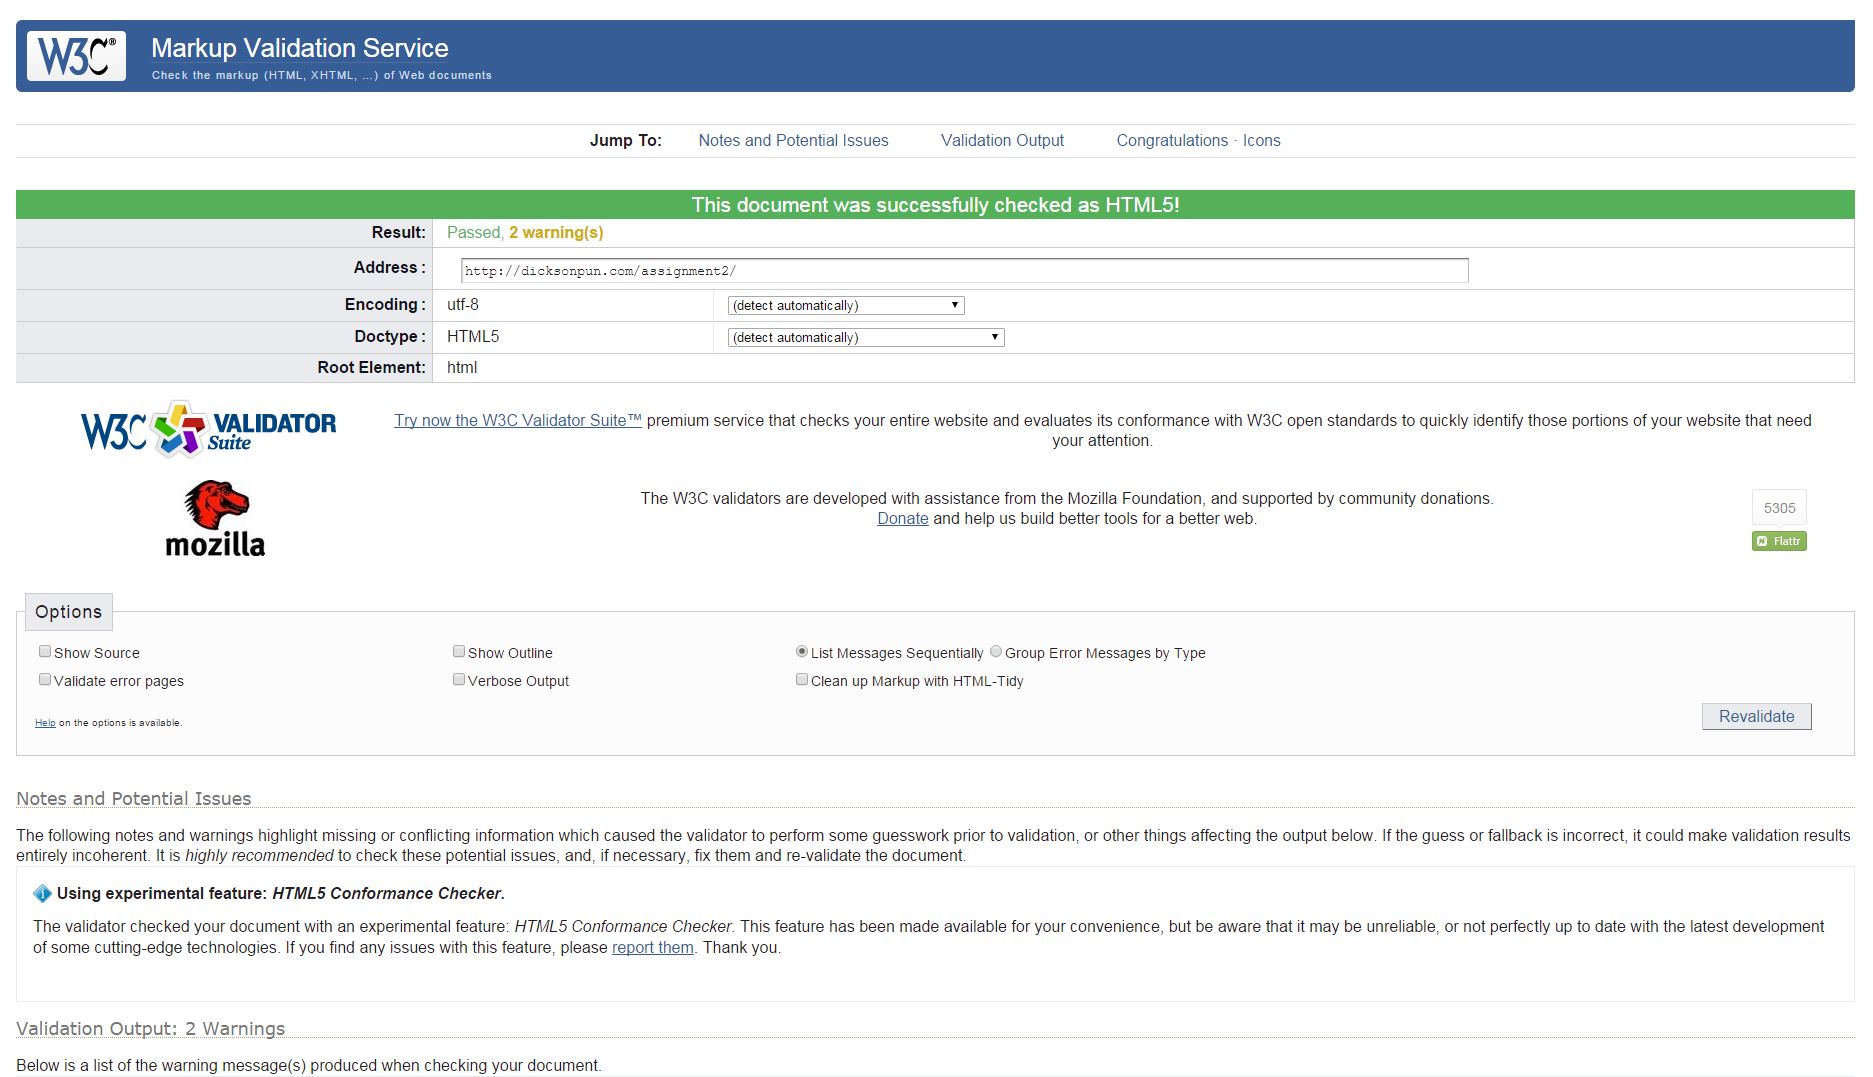 W3C®
Markup Validation Service
Check the markup (HTML, XHTML, …) of Web documents
Jump To: Notes and Potential Issues Validation Output Congratulations · Icons
This document was successfully checked as HTML5!
Result: Passed, 2 warning(s)
Address : http://dicksonpun.com/assignment2/
Encoding : utf-8 (detect automatically)
Doctype : HTML5 (detect automatically)
Root Element: html
W3C VALIDATOR Suite
Try now the W3C Validator Suite™ premium service that checks your entire website and evaluates its conformance with W3C open standards to quickly identify those portions of your website that need
your attention.
mozilla
The W3C validators are developed with assistance from the Mozilla Foundation, and supported by community donations.
Donate and help us build better tools for a better web.
5305
Flattr
Options
Show Source Show Outline List Messages Sequentially Group Error Messages by Type
Validate error pages Verbose Output Clean up Markup with HTML-Tidy
Help on the options is available.
Revalidate
Notes and Potential Issues
The following notes and warnings highlight missing or conflicting information which caused the validator to perform some guesswork prior to validation, or other things affecting the output below. If the guess or fallback is incorrect, it could make validation results
entirely incoherent. It is highly recommended to check these potential issues, and, if necessary, fix them and re-validate the document.
Using experimental feature: HTML5 Conformance Checker.
The validator checked your document with an experimental feature: HTML5 Conformance Checker. This feature has been made available for your convenience, but be aware that it may be unreliable, or not perfectly up to date with the latest development
of some cutting-edge technologies. If you find any issues with this feature, please report them. Thank you.
Validation Output: 2 Warnings
Below is a list of the warning message(s) produced when checking your document.